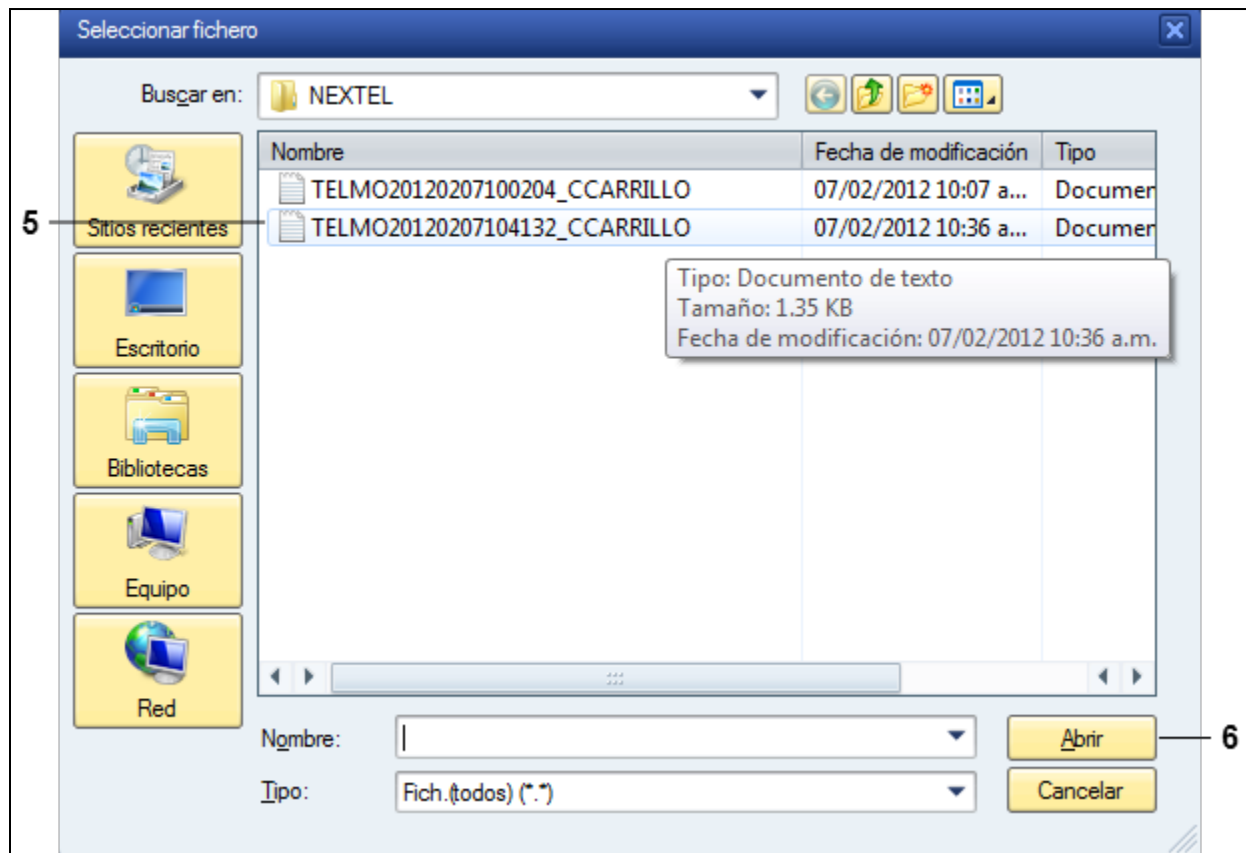 Seleccionar fichero
Buscar en: NEXTEL
Nombre Fecha de modificación Tipo
TELMO20120207100204_CCARRILLO 07/02/2012 10:07 a... Documen
5 Sitios recientes TELMO20120207104132_CCARRILLO 07/02/2012 10:36 a... Documen
Tipo: Documento de texto
Tamaño: 1.35 KB
Fecha de modificación: 07/02/2012 10:36 a.m.
Escritorio
Bibliotecas
Equipo
Red
Nombre: Abrir 6
Tipo: Fich.(todos) (*.*) Cancelar